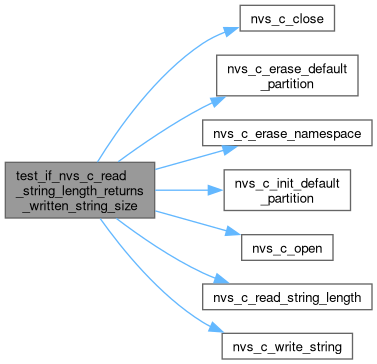 test_if_nvs_c_read
_string_length_returns
_written_string_size
nvs_c_close
nvs_c_erase_default
_partition
nvs_c_erase_namespace
nvs_c_init_default
_partition
nvs_c_open
nvs_c_read_string_length
nvs_c_write_string